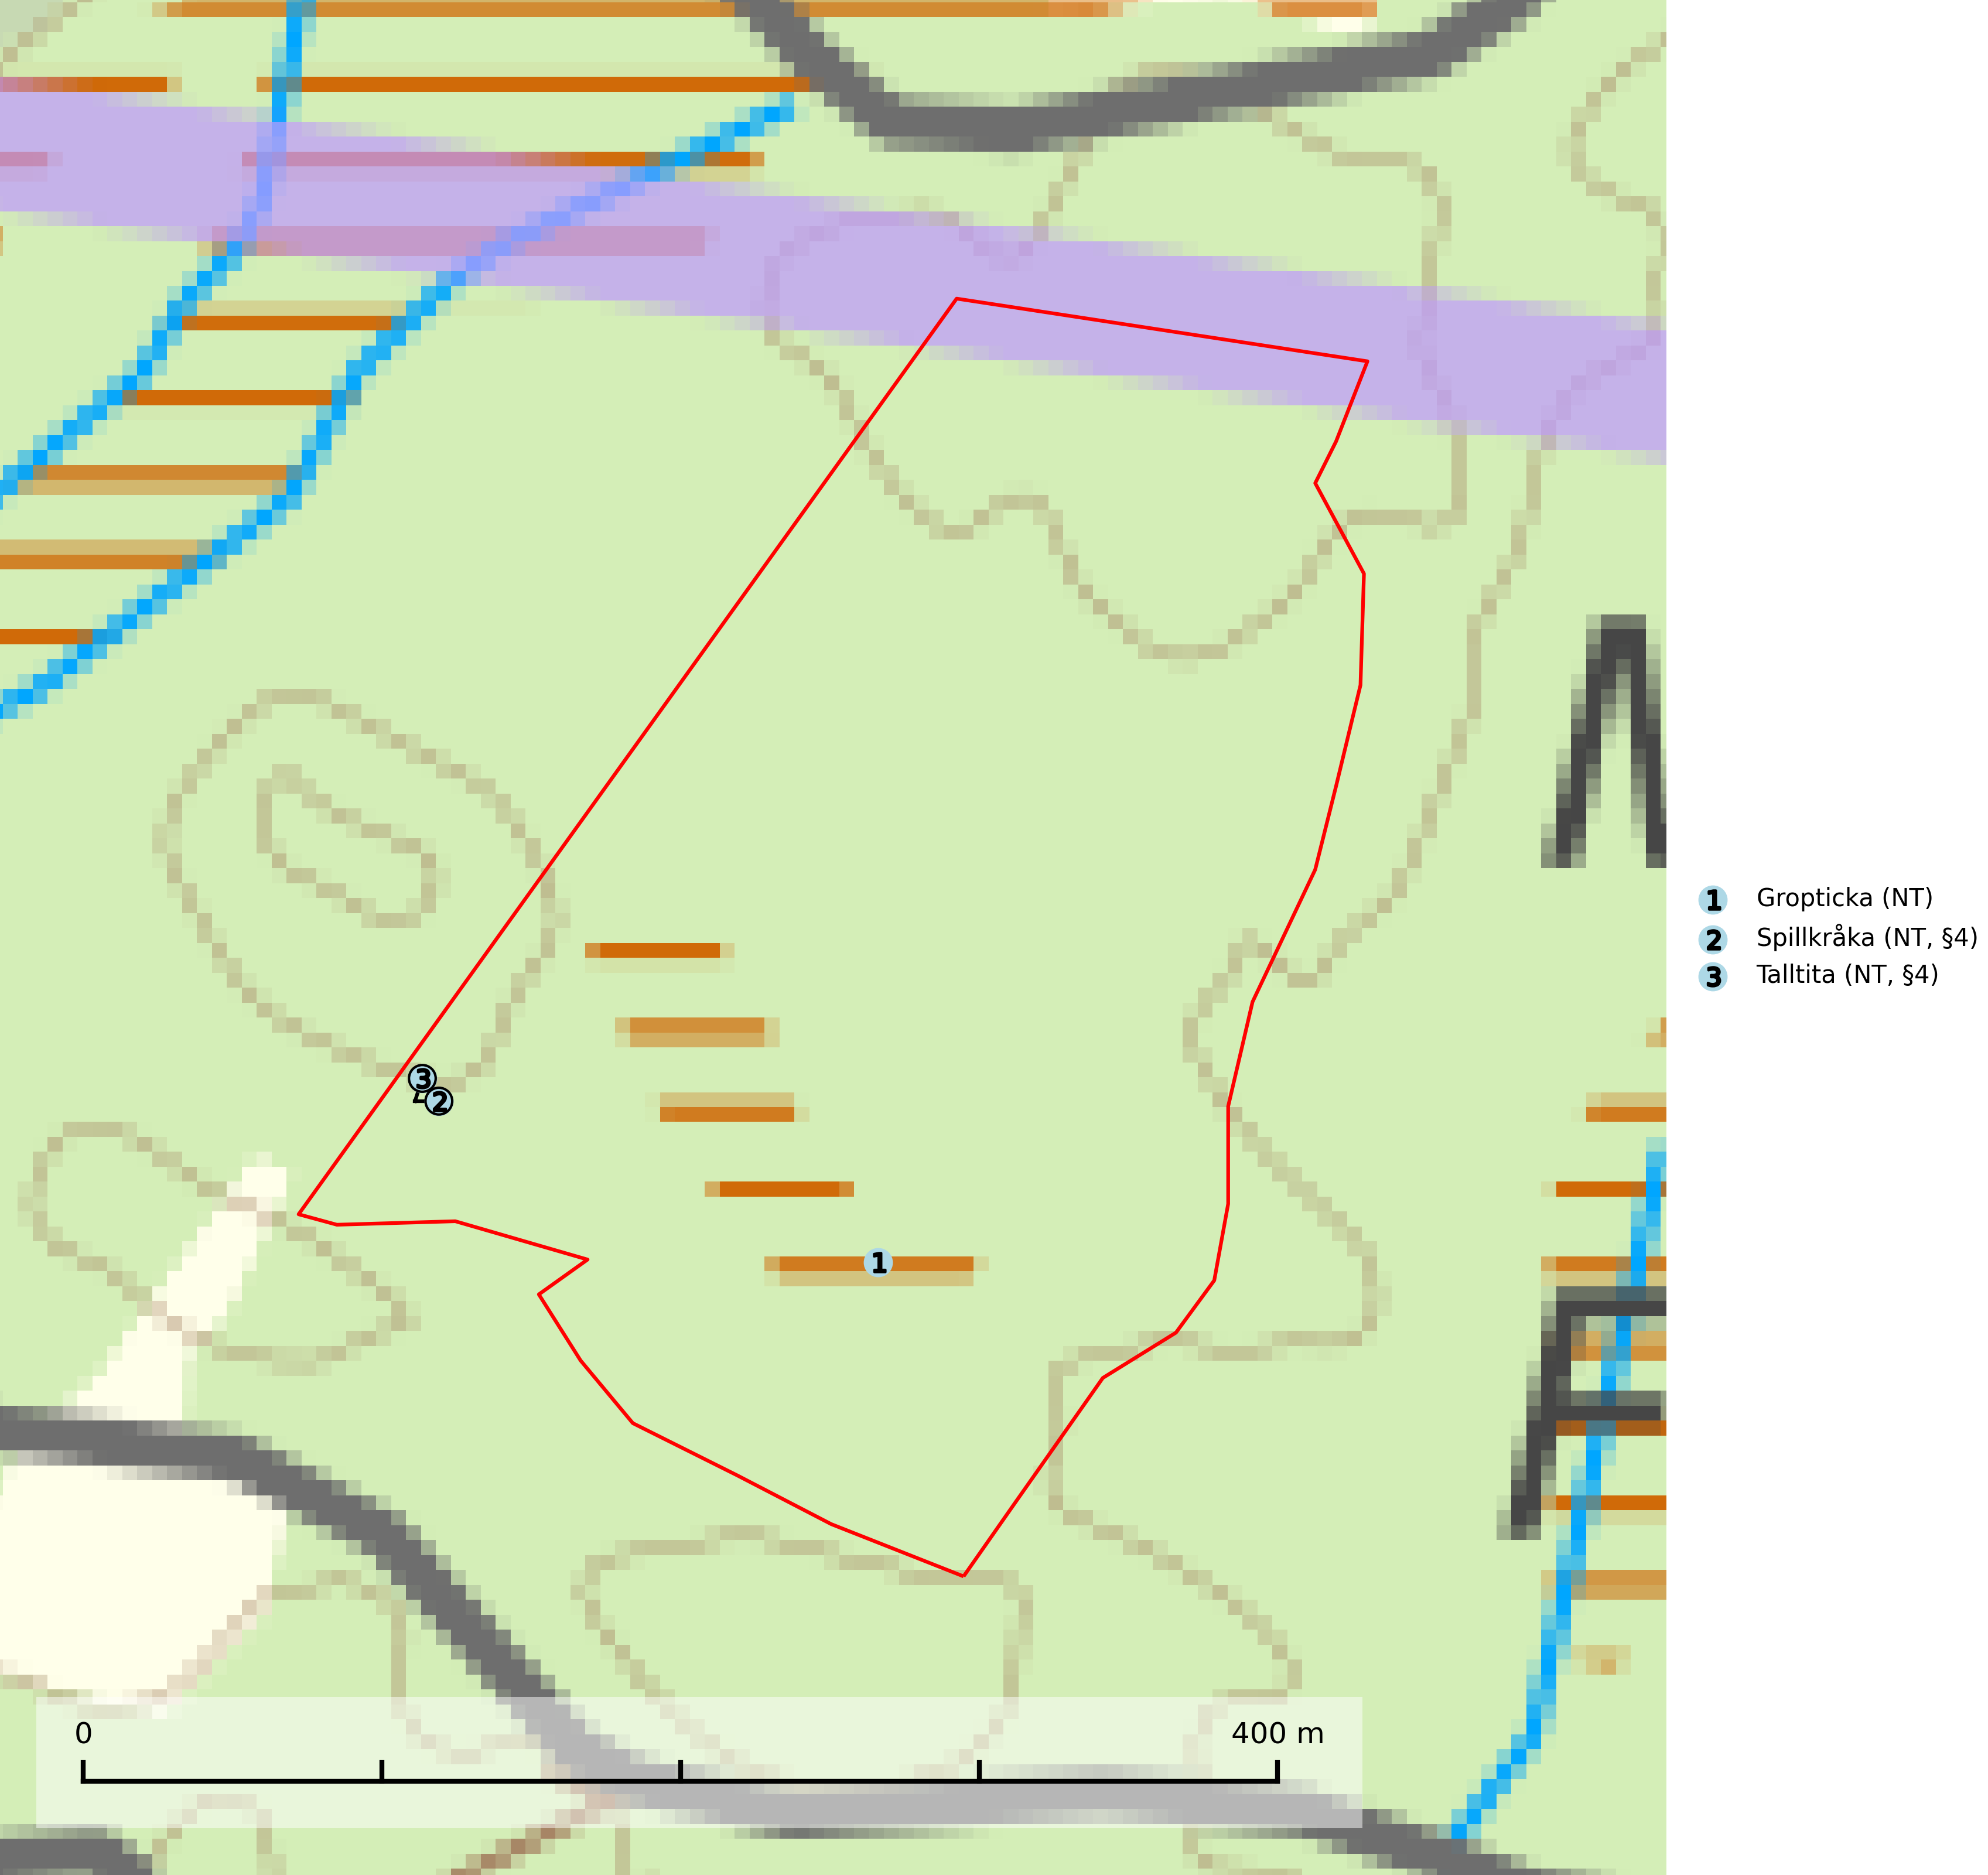 1 Gropticka (NT)
2 Spillkråka (NT, §4)
3 Talltita (NT, §4)
3
2
1
0 400 m